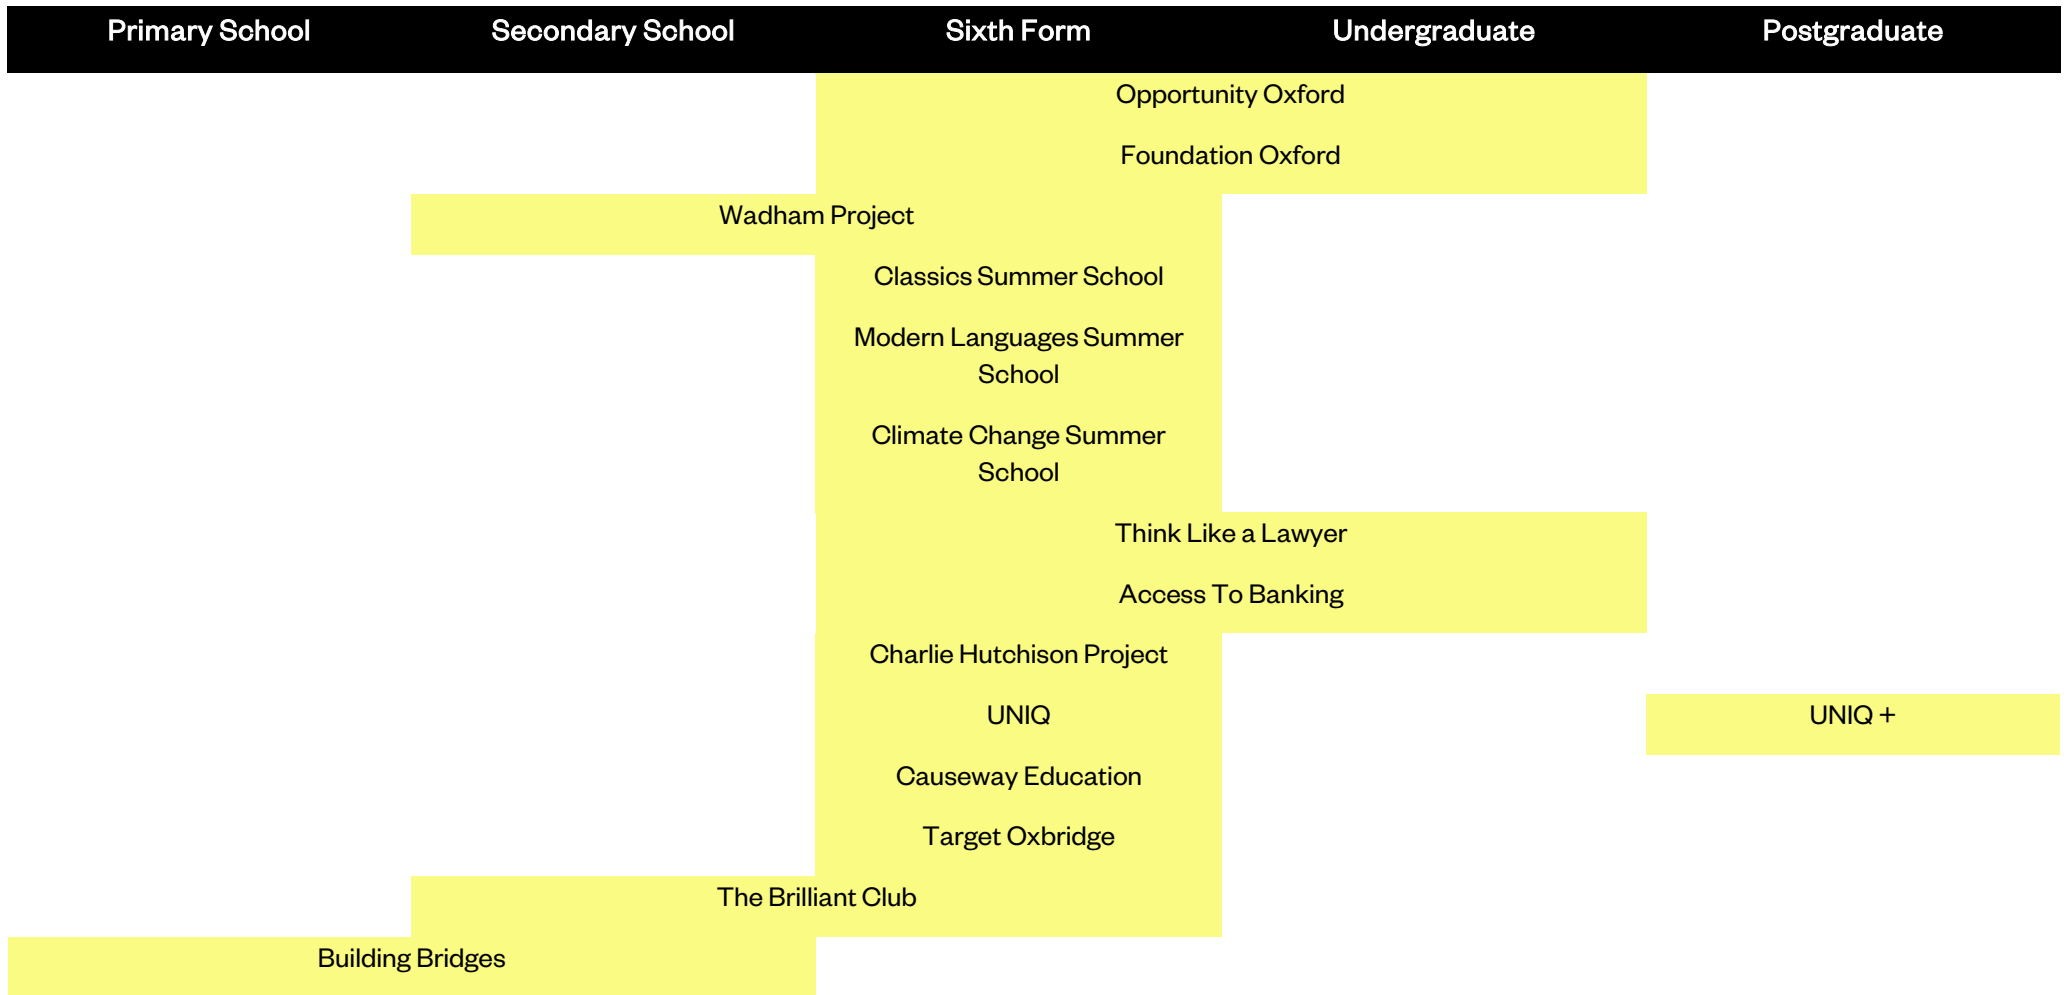 Primary School Secondary School Sixth Form Undergraduate Postgraduate
Opportunity Oxford
Foundation Oxford
Wadham Project
Classics Summer School
Modern Languages Summer
School
Climate Change Summer
School
Think Like a Lawyer
Access To Banking
Charlie Hutchison Project
UNIQ UNIQ +
Causeway Education
Target Oxbridge
The Brilliant Club
Building Bridges